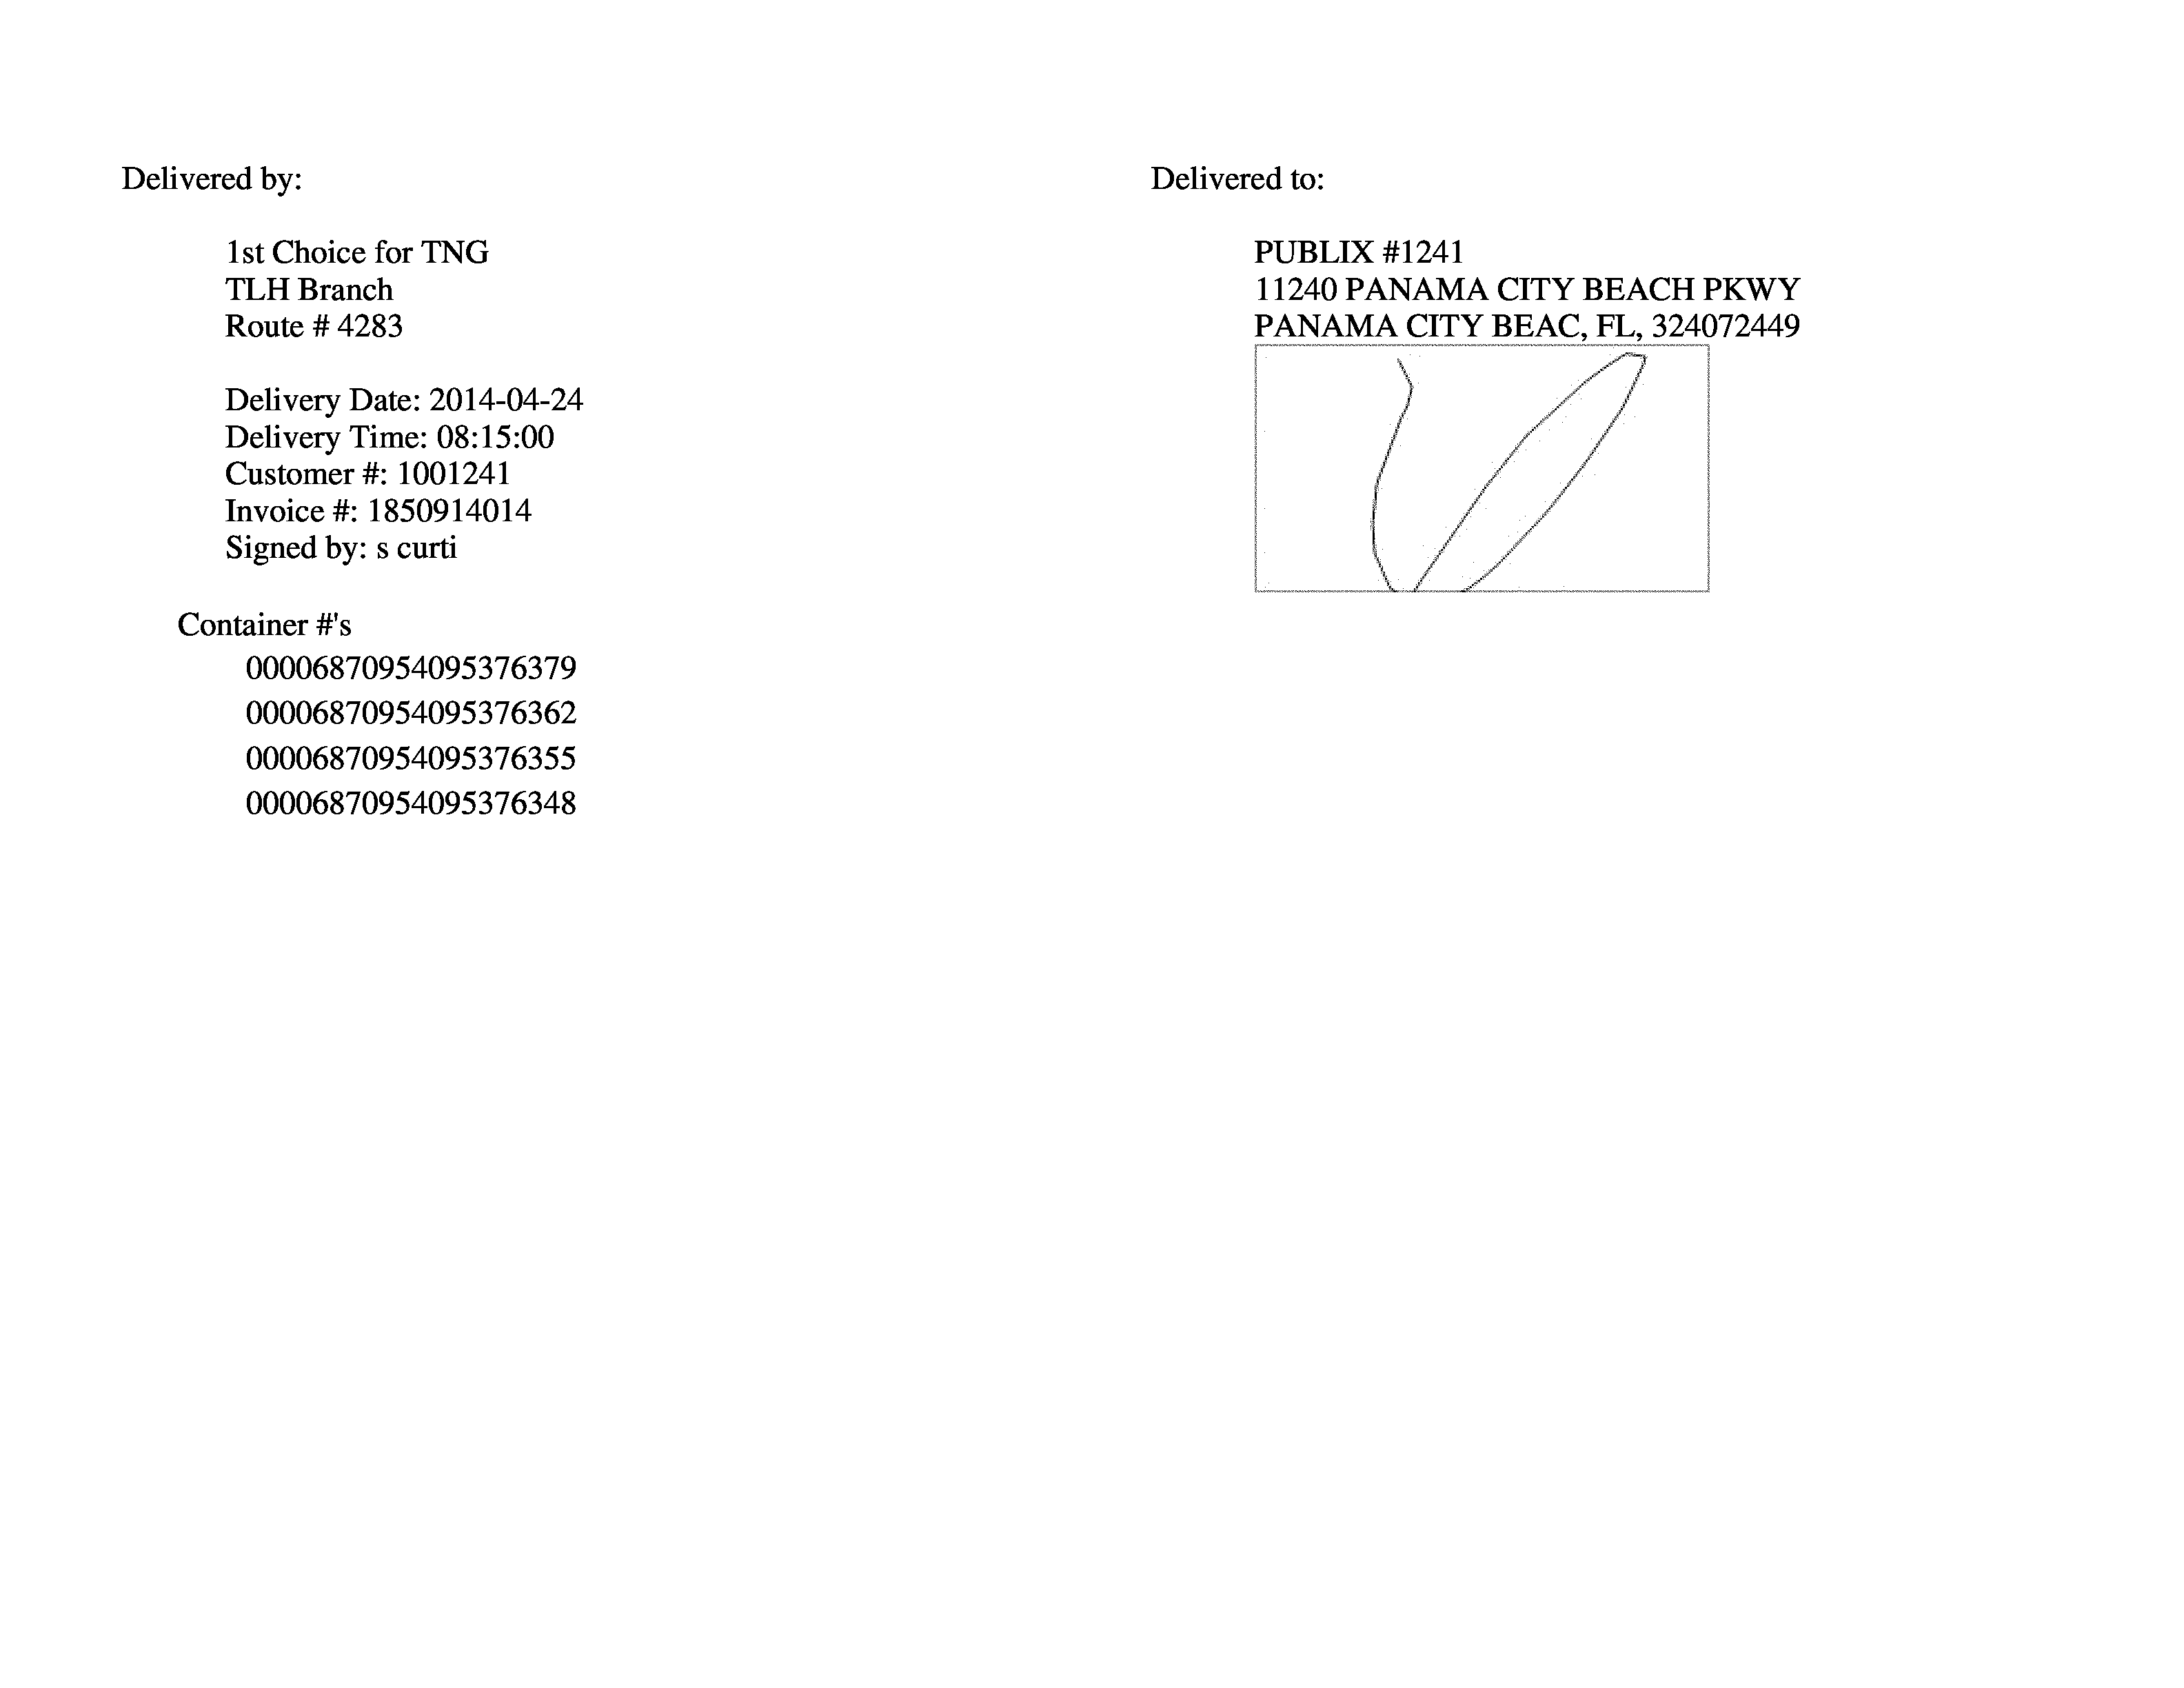 Delivered by:
1st Choice for TNG
TLH Branch
Route # 4283
Delivery Date: 2014-04-24
Delivery Time: 08:15:00
Customer #: 1001241
Invoice #: 1850914014
Signed by: s curti
Container #'s
00006870954095376379
00006870954095376362
00006870954095376355
00006870954095376348
Delivered to:
PUBLIX #1241
11240 PANAMA CITY BEACH PKWY
PANAMA CITY BEAC, FL, 324072449